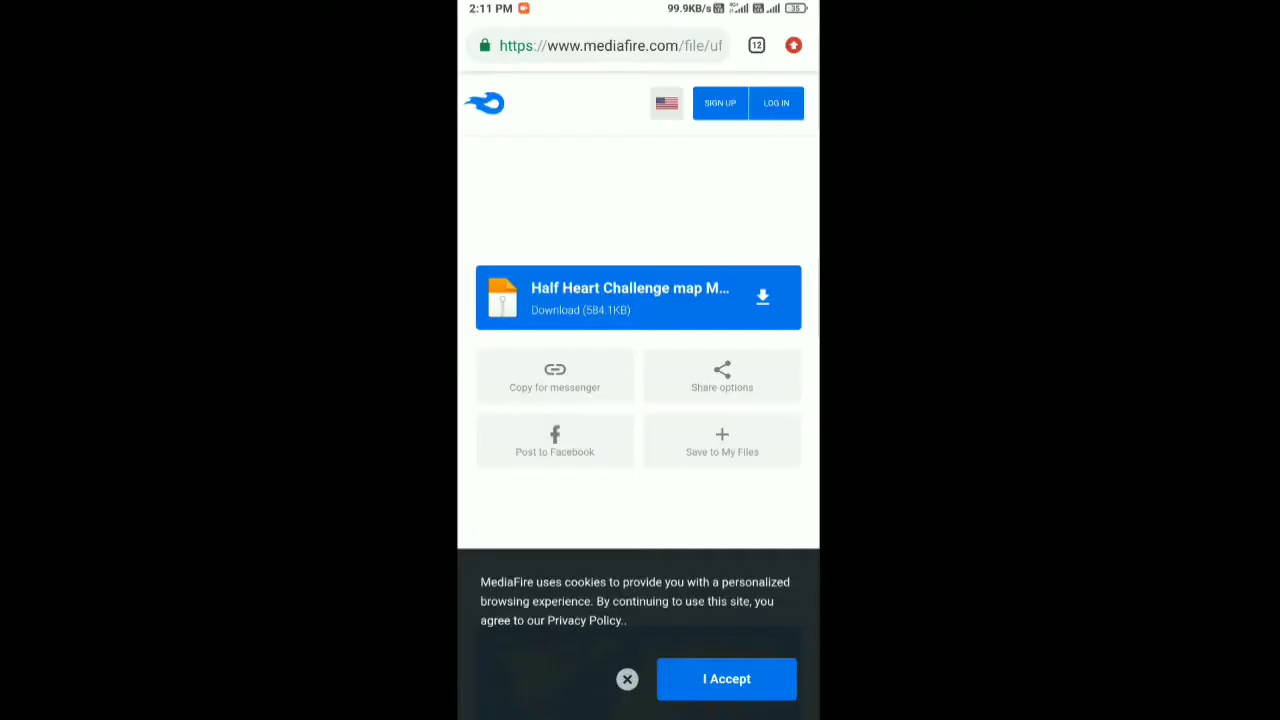 2:11 PM 99.9KB/s 4G+ 35
https://www.mediafire.com/file/uf 12
SIGN UP LOG IN
Half Heart Challenge map M...
Download (584.1KB)
Copy for messenger Share options
Post to Facebook Save to My Files
MediaFire uses cookies to provide you with a personalized
browsing experience. By continuing to use this site, you
agree to our Privacy Policy..
I Accept